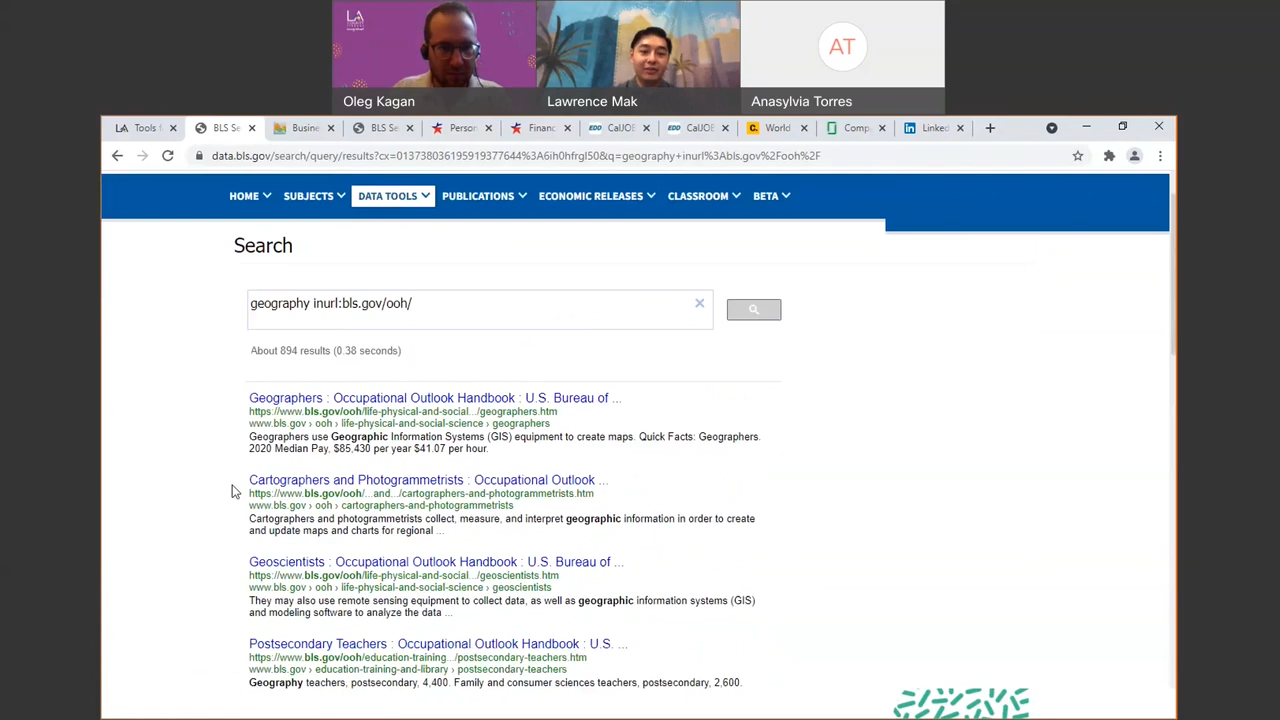 LA
AT
Oleg Kagan
Lawrence Mak
Anasylvia Torres
LA Tools f
BLS Se
Busine
BLS Se
Person
Financ
EDD CalJOE
EDD CalJOE
C. World
Comp
in Linked
data.bls.gov/search/query/results?cx=013738036195919377644%3A6ih0hfrgl50&q=geography+inurl%3Abls.gov%2Fooh%2F
HOME SUBJECTS DATA TOOLS PUBLICATIONS ECONOMIC RELEASES CLASSROOM BETA
Search
geography inurl:bls.gov/ooh/
About 894 results (0.38 seconds)
Geographers : Occupational Outlook Handbook : U.S. Bureau of ...
https://www.bls.gov/ooh/life-physical-and-social.../geographers.htm
www.bls.gov › ooh › life-physical-and-social-science › geographers
Geographers use Geographic Information Systems (GIS) equipment to create maps. Quick Facts: Geographers.
2020 Median Pay, $85,430 per year $41.07 per hour.
Cartographers and Photogrammetrists : Occupational Outlook ...
https://www.bls.gov/ooh/...and.../cartographers-and-photogrammetrists.htm
www.bls.gov › ooh › cartographers-and-photogrammetrists
Cartographers and photogrammetrists collect, measure, and interpret geographic information in order to create
and update maps and charts for regional ...
Geoscientists : Occupational Outlook Handbook : U.S. Bureau of ...
https://www.bls.gov/ooh/life-physical-and-social.../geoscientists.htm
www.bls.gov › ooh › life-physical-and-social-science › geoscientists
They may also use remote sensing equipment to collect data, as well as geographic information systems (GIS)
and modeling software to analyze the data ...
Postsecondary Teachers : Occupational Outlook Handbook : U.S. ...
https://www.bls.gov/ooh/education-training.../postsecondary-teachers.htm
www.bls.gov › education-training-and-library › postsecondary-teachers
Geography teachers, postsecondary, 4,400. Family and consumer sciences teachers, postsecondary, 2,600.